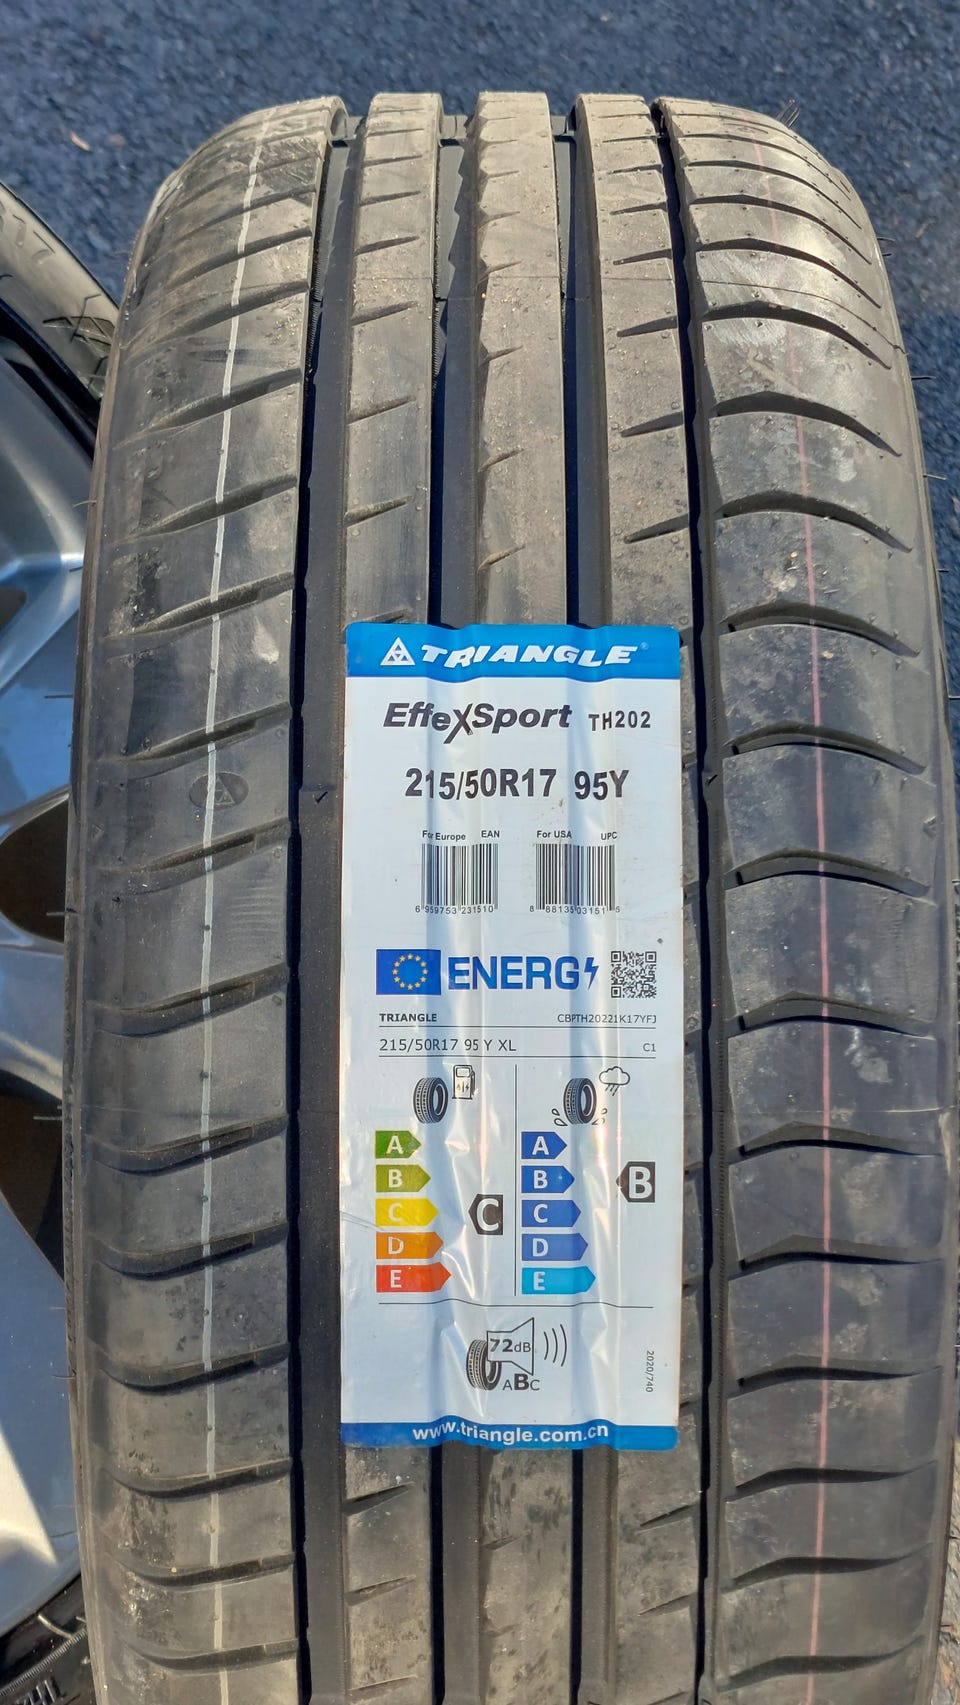 TRIANGLE
EffeXSport TH202
215/50R17 95Y
For Europe EAN For USA UPC
6 959753 231510 8 88135 03151 5
ENERG
TRIANGLE CBPTH20221K17YFJ
215/50R17 95 Y XL C1
A A
B B B
C C C
D D
E E
72dB
ABC
2020/740
www.triangle.com.cn